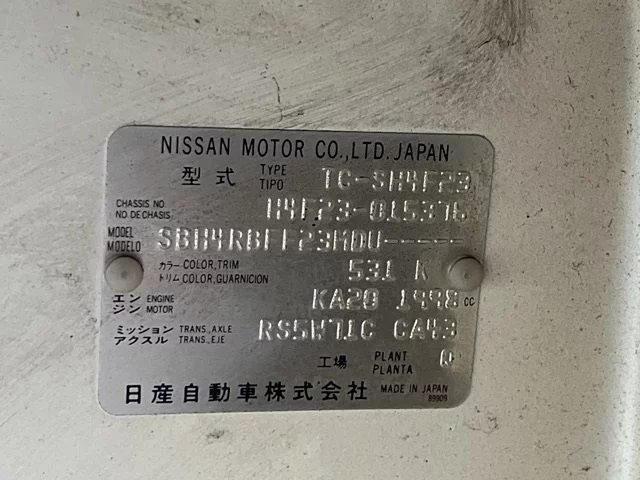 NISSAN MOTOR CO.,LTD. JAPAN
型式 TYPE TIPO TC-SH4F23
CHASSIS NO NO.DE CHASIS H4F23-015376
MODEL MODELO SBH4RBFF23MDU-----
カラー COLOR,TRIM トリム COLOR,GUARNICION 531 K
エンジン ENGINE MOTOR KA20 1998 cc
ミッション TRANS.,AXLE アクスル TRANS.,EJE RS5W71C CA43
工場 PLANT PLANTA
日産自動車株式会社 MADE IN JAPAN
89909